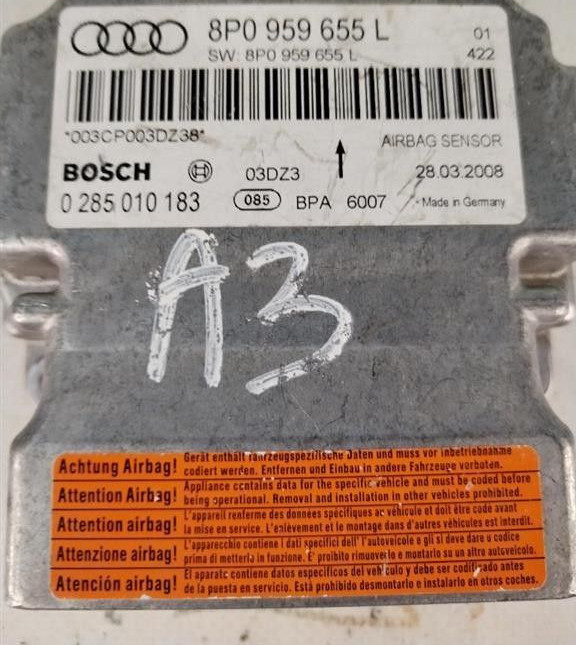 8P0 959 655 L 01
SW: 8P0 959 655 L 422
*003CP003DZ38* AIRBAG SENSOR
BOSCH 03DZ3 28.03.2008
0 285 010 183 085 BPA 6007 Made in Germany
A3
Achtung Airbag! Gerät enthält fahrzeugspezifische Daten und muss vor Inbetriebnahme
codiert werden. Entfernen und Einbau in andere Fahrzeuge verboten.
Attention Airbag! Appliance contains data for the specific vehicle and must be coded before
being operational. Removal and installation in other vehicles prohibited.
Attention airbag! L'appareil renferme des données spécifiques au véhicule et doit être codé avant
la mise en service. L'enlèvement et le montage dans d'autres véhicules est interdit.
Attenzione airbag! L'apparecchio contiene i dati specifici dell'autoveicolo e gli si deve dare u codice
prima di metterla in funzione. E' proibito rimuoverlo e montarlo su un altro autoveicolo.
Atención airbag! El aparato contiene datos específicos del vehículo y debe ser codificado antes
de la puesta en servicio. Está prohibido desmontarlo e instalarlo en otros coches.